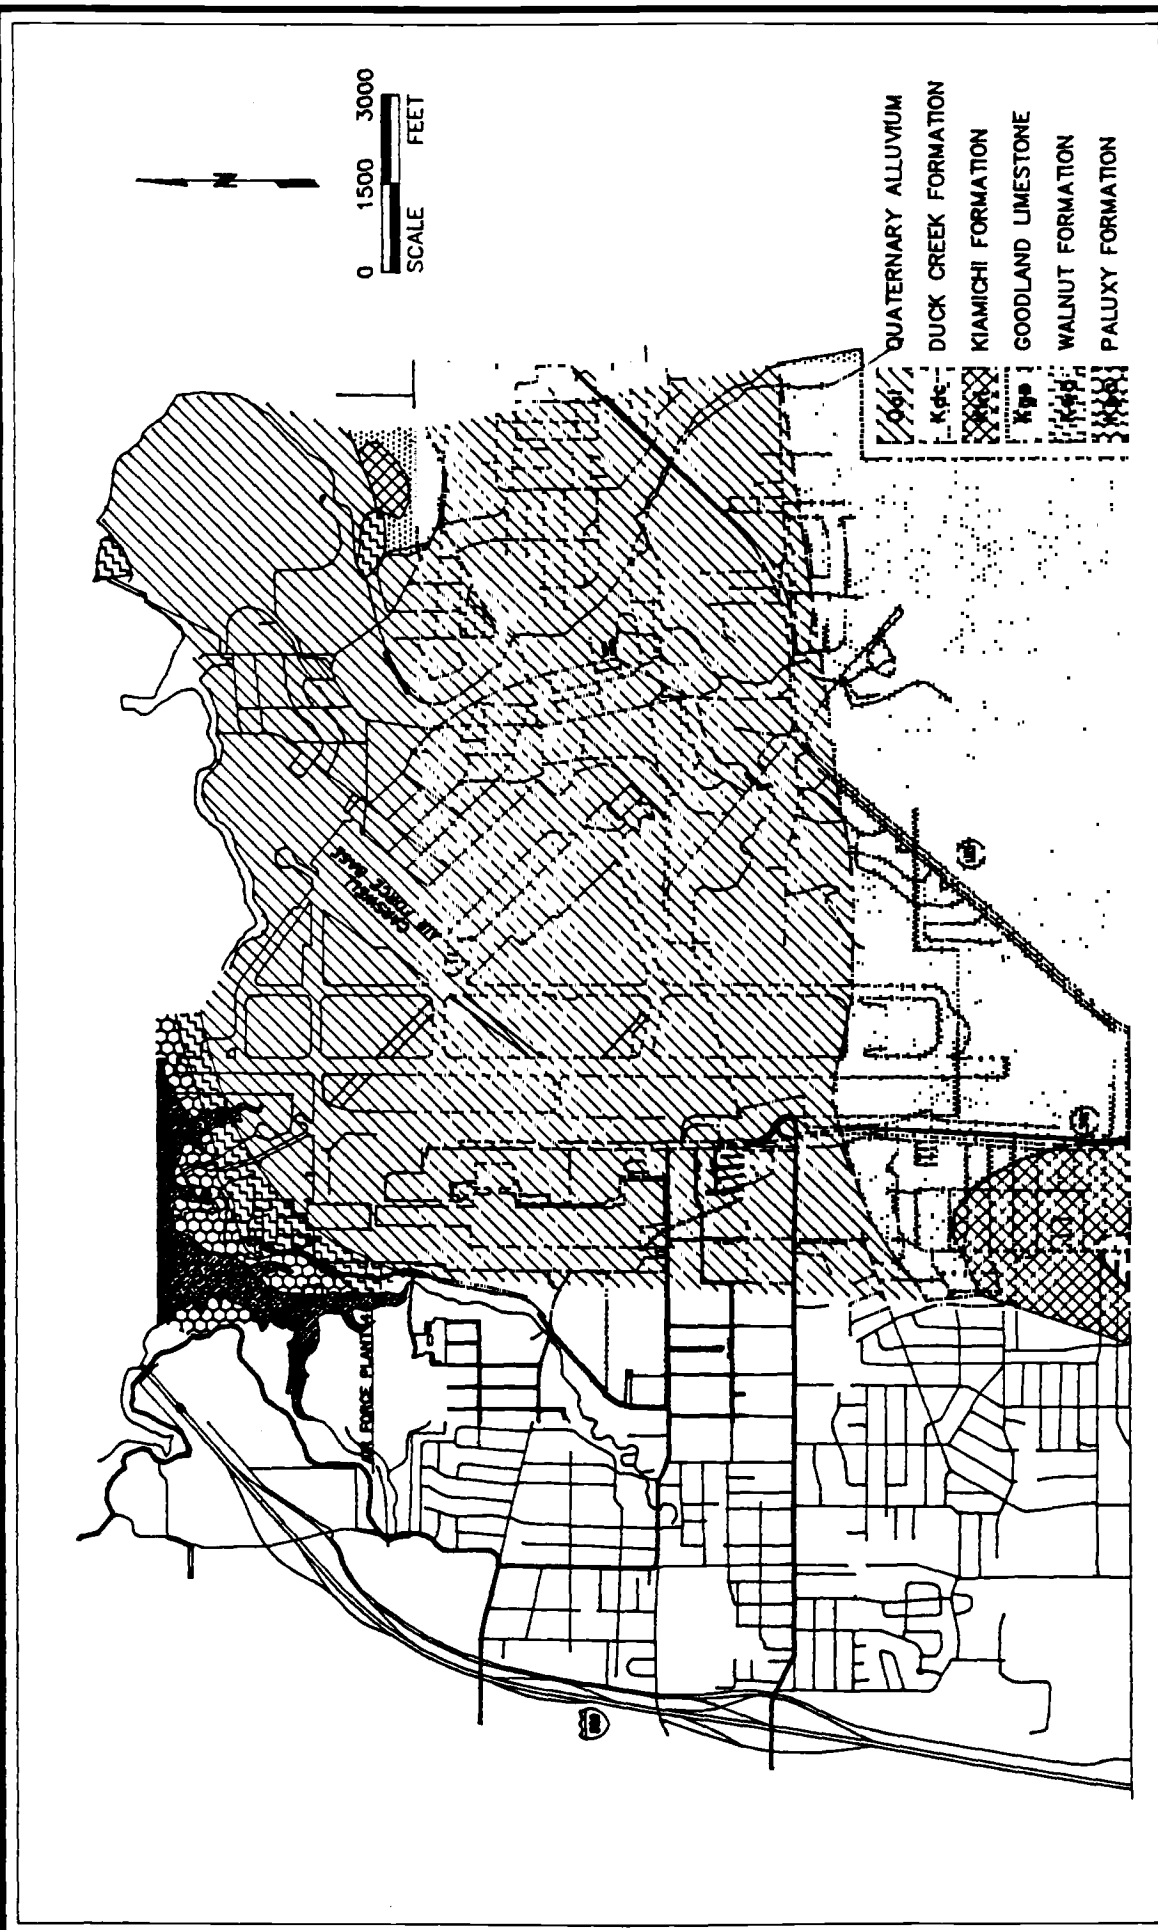 N
0 1500 3000
SCALE FEET
Qal QUATERNARY ALLUVIUM
Kdc DUCK CREEK FORMATION
KIAMICHI FORMATION
Kgo GOODLAND LIMESTONE
WALNUT FORMATION
PALUXY FORMATION
CARSWELL
AIR FORCE BASE
AIR FORCE PLANT 4